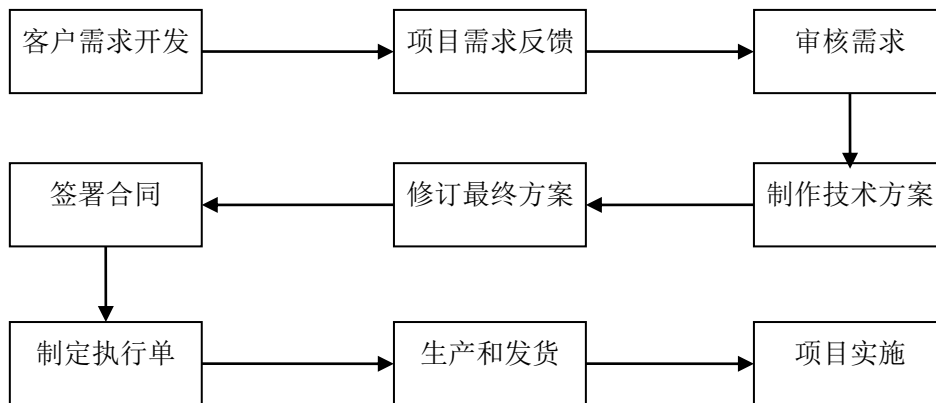 客户需求开发
项目需求反馈
审核需求
制作技术方案
修订最终方案
签署合同
制定执行单
生产和发货
项目实施